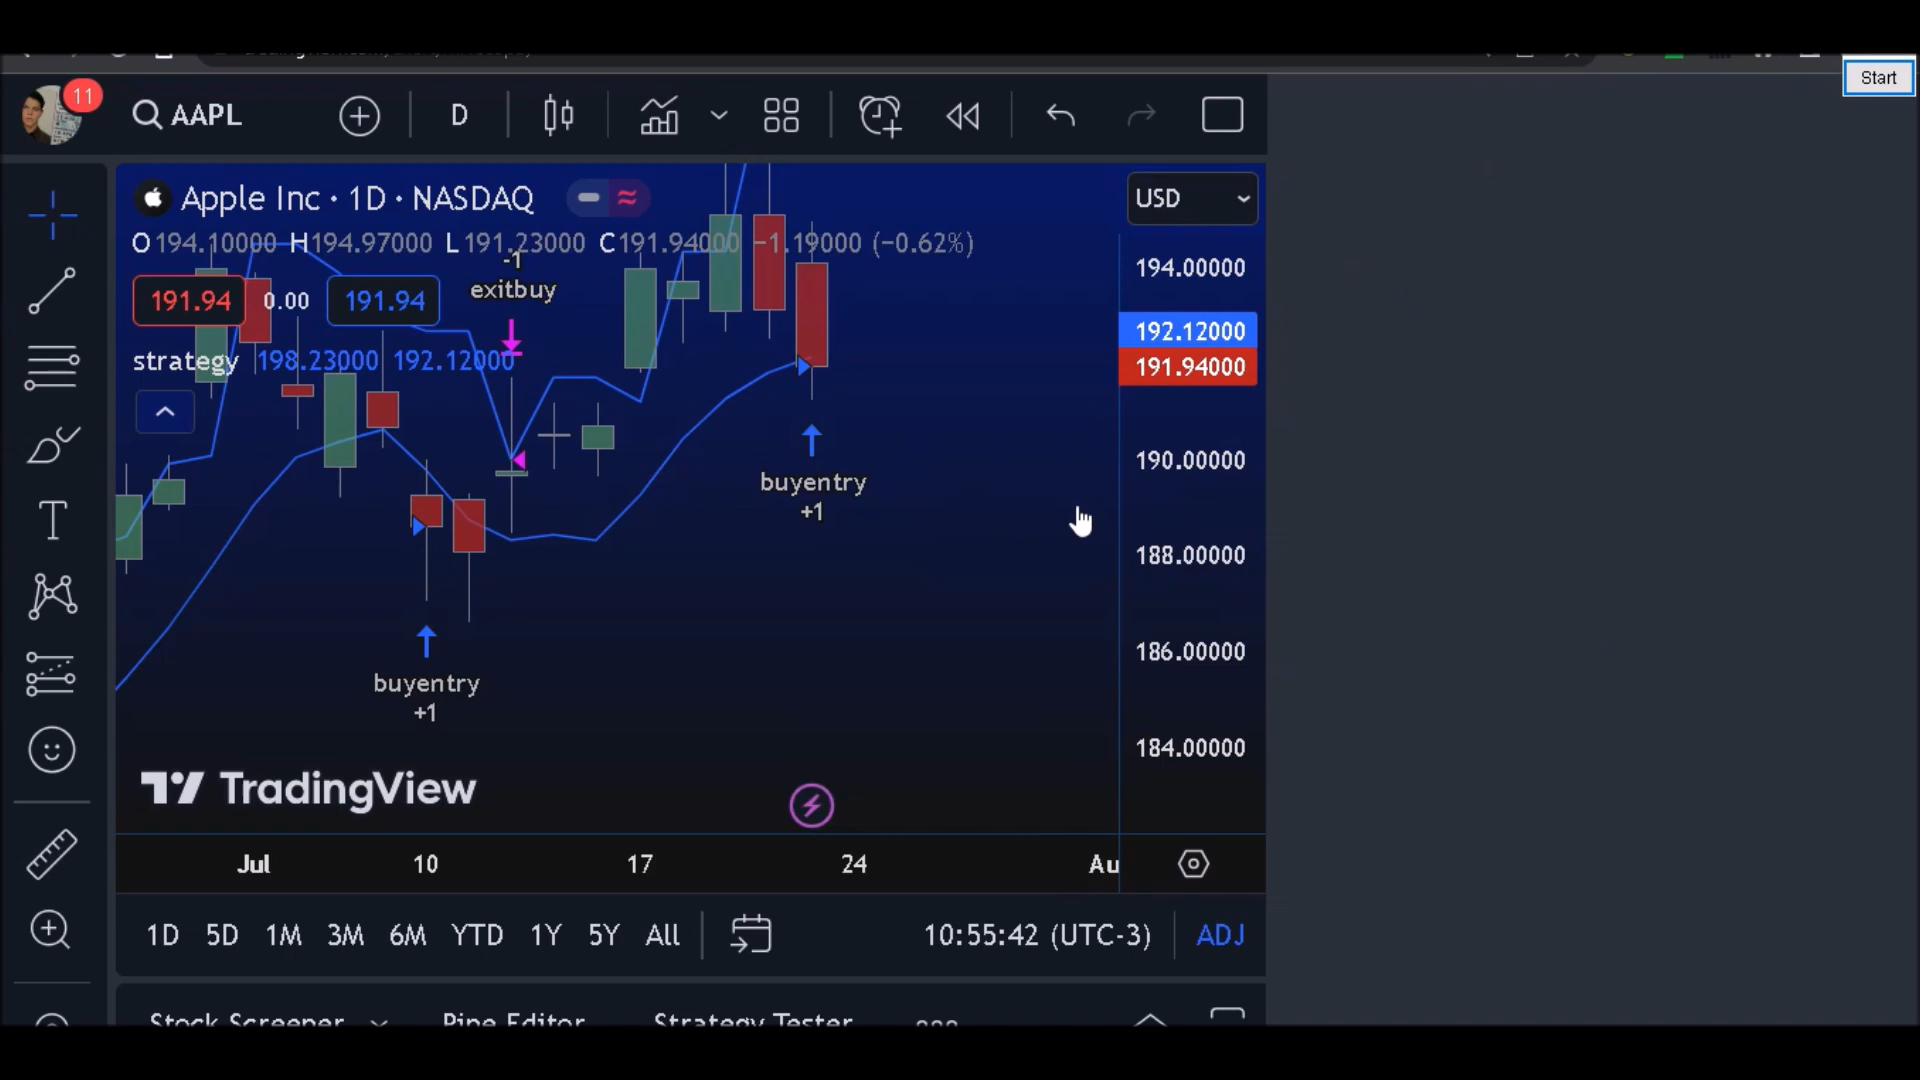 Start
11
AAPL
D
Apple Inc · 1D · NASDAQ
USD
O194.10000 H194.97000 L191.23000 C191.94000 −1.19000 (−0.62%)
191.94 0.00 191.94
-1
exitbuy
strategy 198.23000 192.12000
194.00000
192.12000
191.94000
190.00000
188.00000
186.00000
184.00000
buyentry
+1
buyentry
+1
TradingView
Jul 10 17 24 Au
1D 5D 1M 3M 6M YTD 1Y 5Y All
10:55:42 (UTC-3) ADJ
Stock Screener Pine Editor Strategy Tester